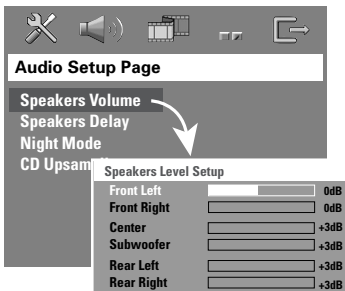 Audio Setup Page
Speakers Volume
Speakers Delay
Night Mode
CD Upsam
Speakers Level Setup
Front Left 0dB
Front Right 0dB
Center +3dB
Subwoofer +3dB
Rear Left +3dB
Rear Right +3dB